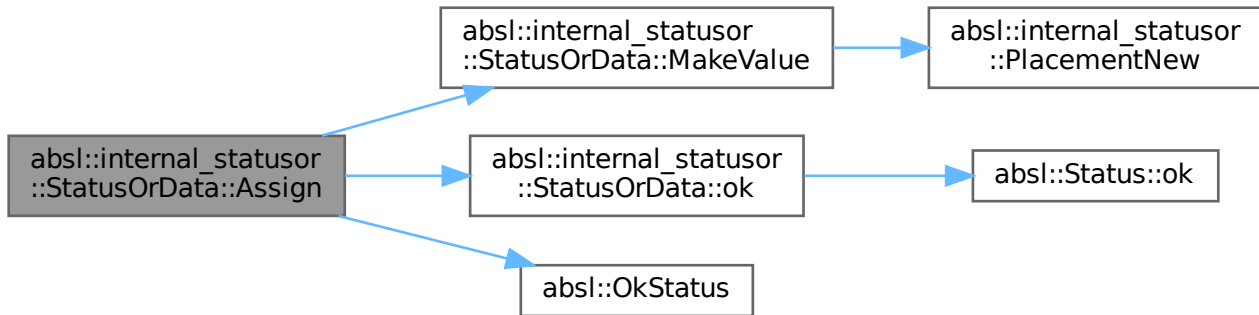 absl::internal_statusor
::StatusOrData::Assign
absl::internal_statusor
::StatusOrData::MakeValue
absl::internal_statusor
::PlacementNew
absl::internal_statusor
::StatusOrData::ok
absl::Status::ok
absl::OkStatus